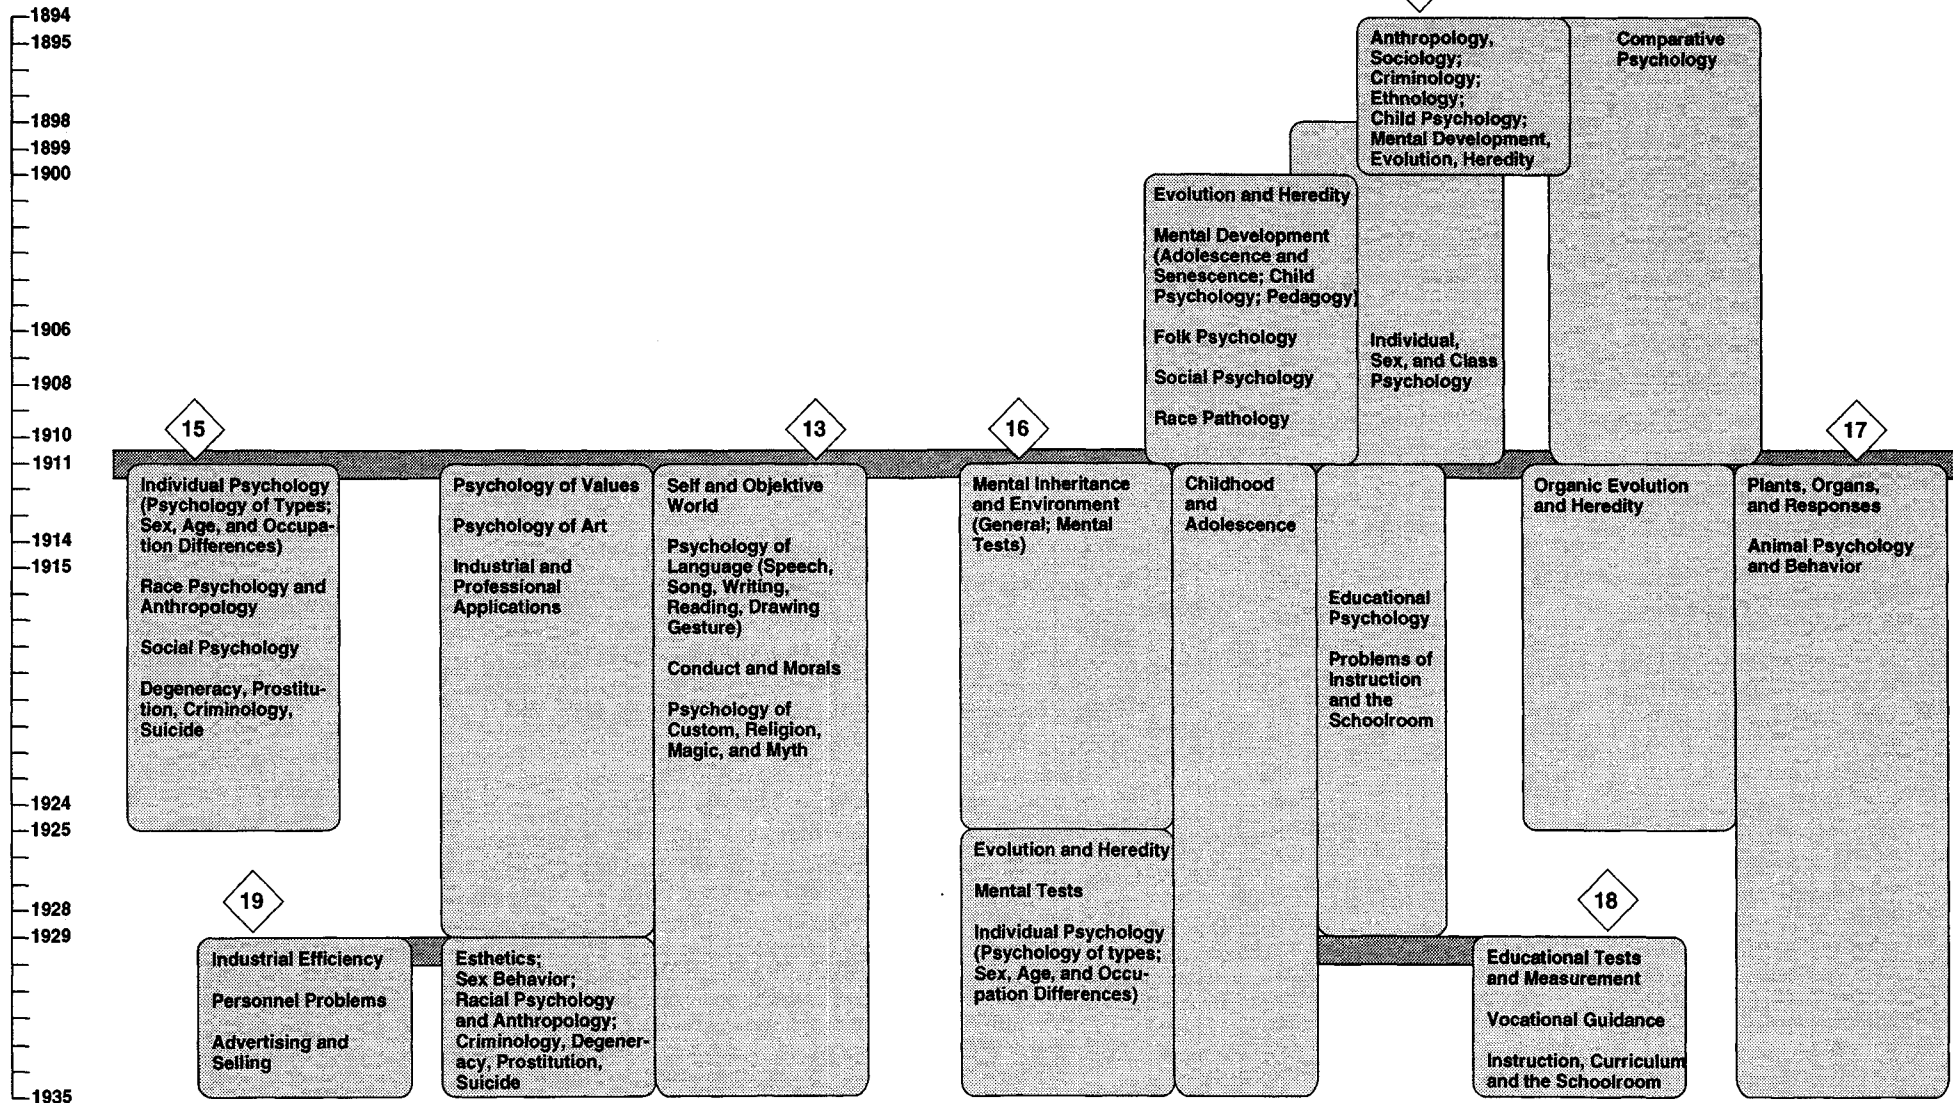 1894
1895
1898
1899
1900
1906
1908
1910
1911
1914
1915
1924
1925
1928
1929
1935
Anthropology,
Sociology;
Criminology;
Ethnology;
Child Psychology;
Mental Development,
Evolution, Heredity
Comparative
Psychology
Evolution and Heredity
Mental Development
(Adolescence and
Senescence; Child
Psychology; Pedagogy)
Folk Psychology
Social Psychology
Race Pathology
Individual,
Sex, and Class
Psychology
15
13
16
17
Individual Psychology
(Psychology of Types;
Sex, Age, and Occupa-
tion Differences)
Race Psychology and
Anthropology
Social Psychology
Degeneracy, Prostitu-
tion, Criminology,
Suicide
Psychology of Values
Psychology of Art
Industrial and
Professional
Applications
Self and Objektive
World
Psychology of
Language (Speech,
Song, Writing,
Reading, Drawing
Gesture)
Conduct and Morals
Psychology of
Custom, Religion,
Magic, and Myth
Mental Inheritance
and Environment
(General; Mental
Tests)
Childhood
and
Adolescence
Educational
Psychology
Problems of
Instruction
and the
Schoolroom
Organic Evolution
and Heredity
Plants, Organs,
and Responses
Animal Psychology
and Behavior
19
Industrial Efficiency
Personnel Problems
Advertising and
Selling
Esthetics;
Sex Behavior;
Racial Psychology
and Anthropology;
Criminology, Degener-
acy, Prostitution,
Suicide
Evolution and Heredity
Mental Tests
Individual Psychology
(Psychology of types;
Sex, Age, and Occu-
pation Differences)
18
Educational Tests
and Measurement
Vocational Guidance
Instruction, Curriculum
and the Schoolroom